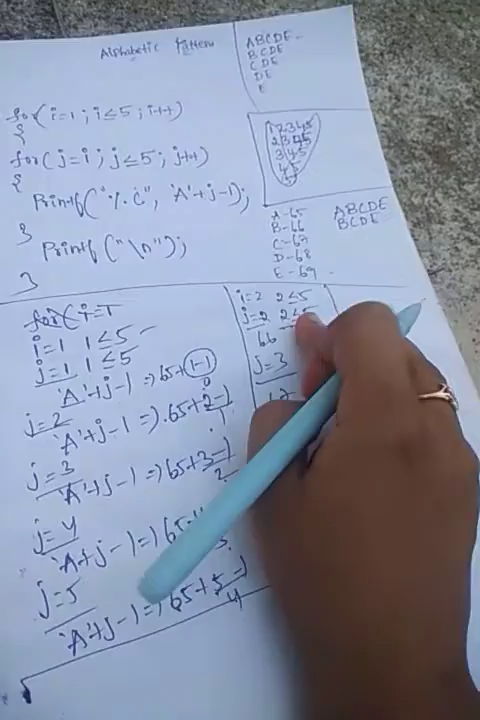 Alphabetic Pattern
for(i=1; i≤5; i++)
{
for(j=i; j≤5; j++)
{
Printf("%c", 'A'+j-1);
}
Printf("\n");
}
ABCDE -
BCDE
CDE
DE
E
12345
2345
345
45
5
A-65
B-66
C-67
D-68
E-69 -
ABCDE
BCDE
for(i=1
i=1 1≤5
j=1 1≤5
'A'+j-1 => 65+(1-1)
0
j=2
'A'+j-1 => 65+2-1
1
j=3
'A'+j-1 => 65+3-1
2
j=4
'A'+j-1 => 65+
3
j=5
'A'+j-1 => 65+5-1
4
i=2 2≤5
j=2 2≤5
66
j=3